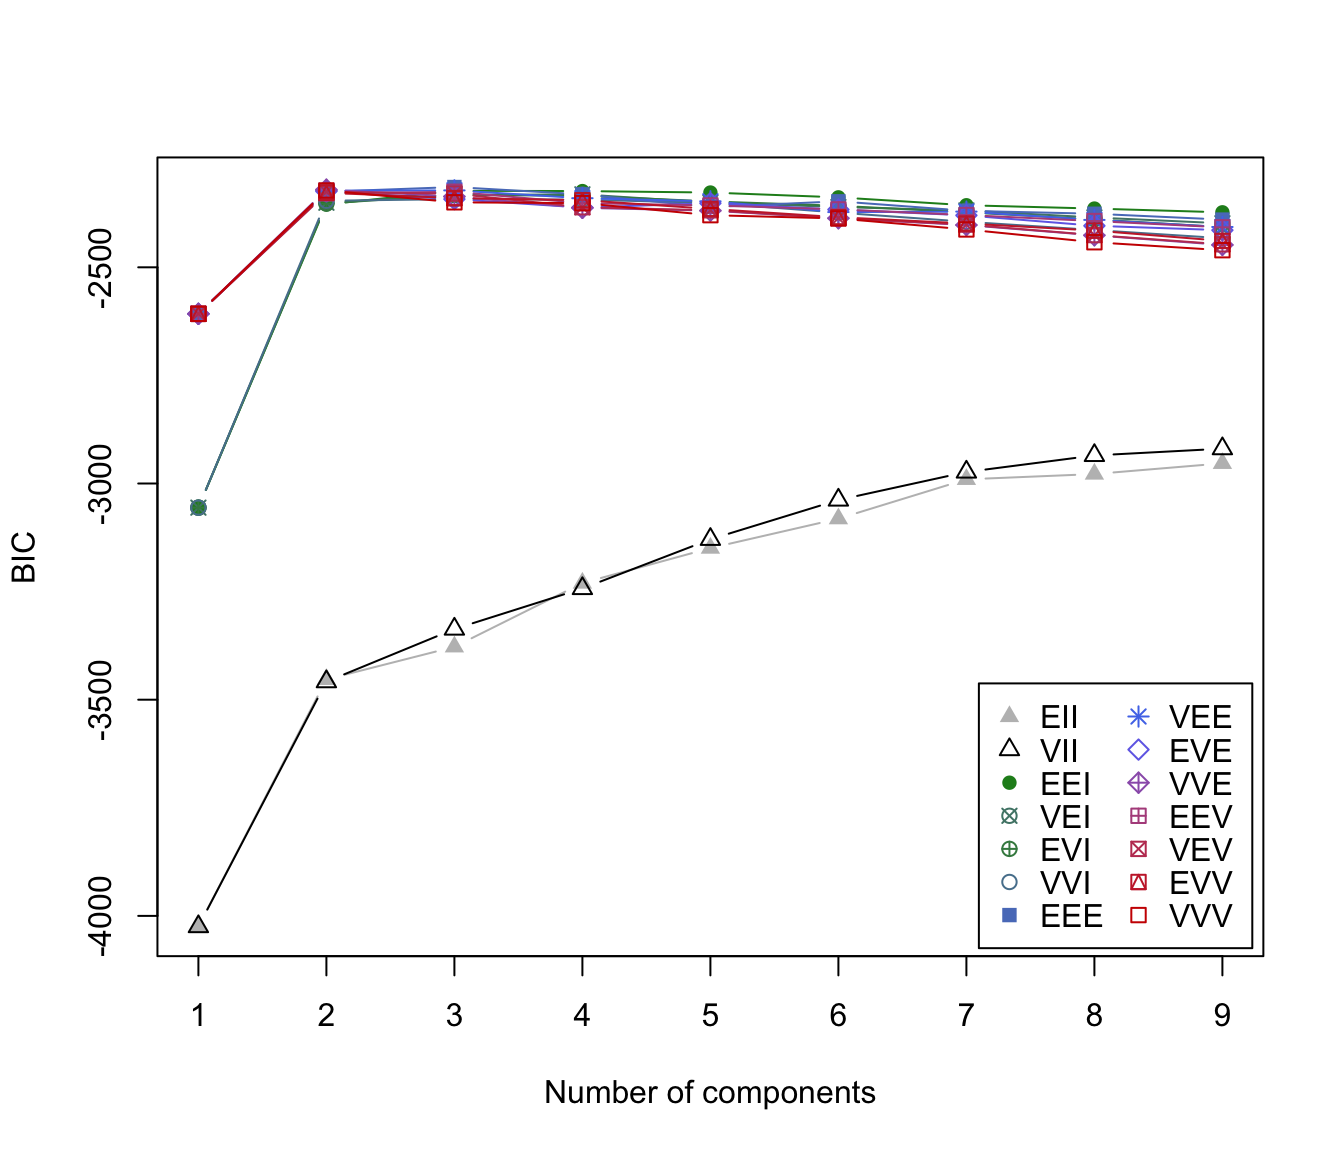 BIC
-2500
-3000
-3500
-4000
EII VEE
VII EVE
EEI VVE
VEI EEV
EVI VEV
VVI EVV
EEE VVV
1 2 3 4 5 6 7 8 9
Number of components